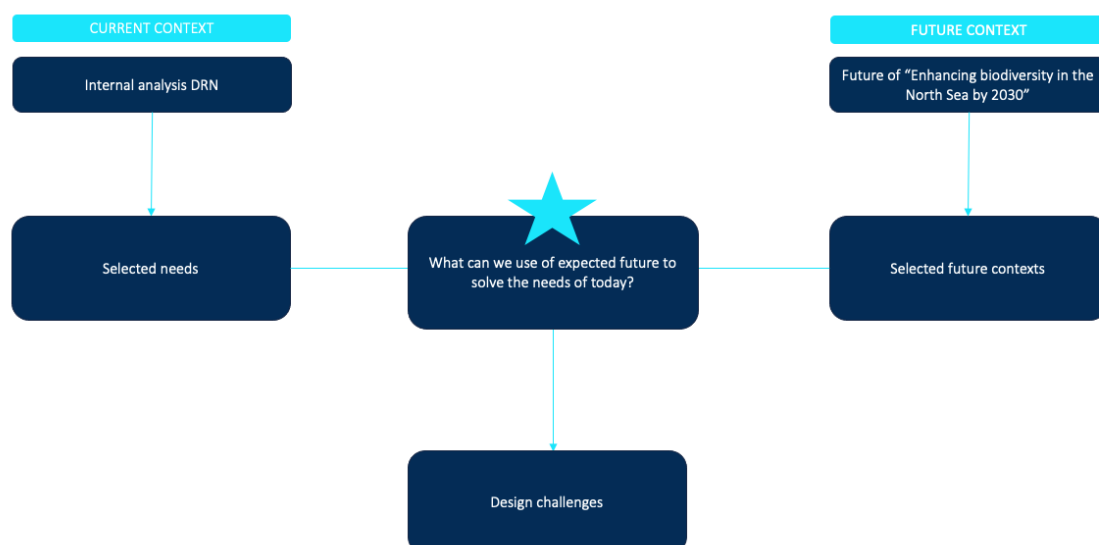 CURRENT CONTEXT
FUTURE CONTEXT
Internal analysis DRN
Future of “Enhancing biodiversity in the
North Sea by 2030”
Selected needs
What can we use of expected future to
solve the needs of today?
Selected future contexts
Design challenges